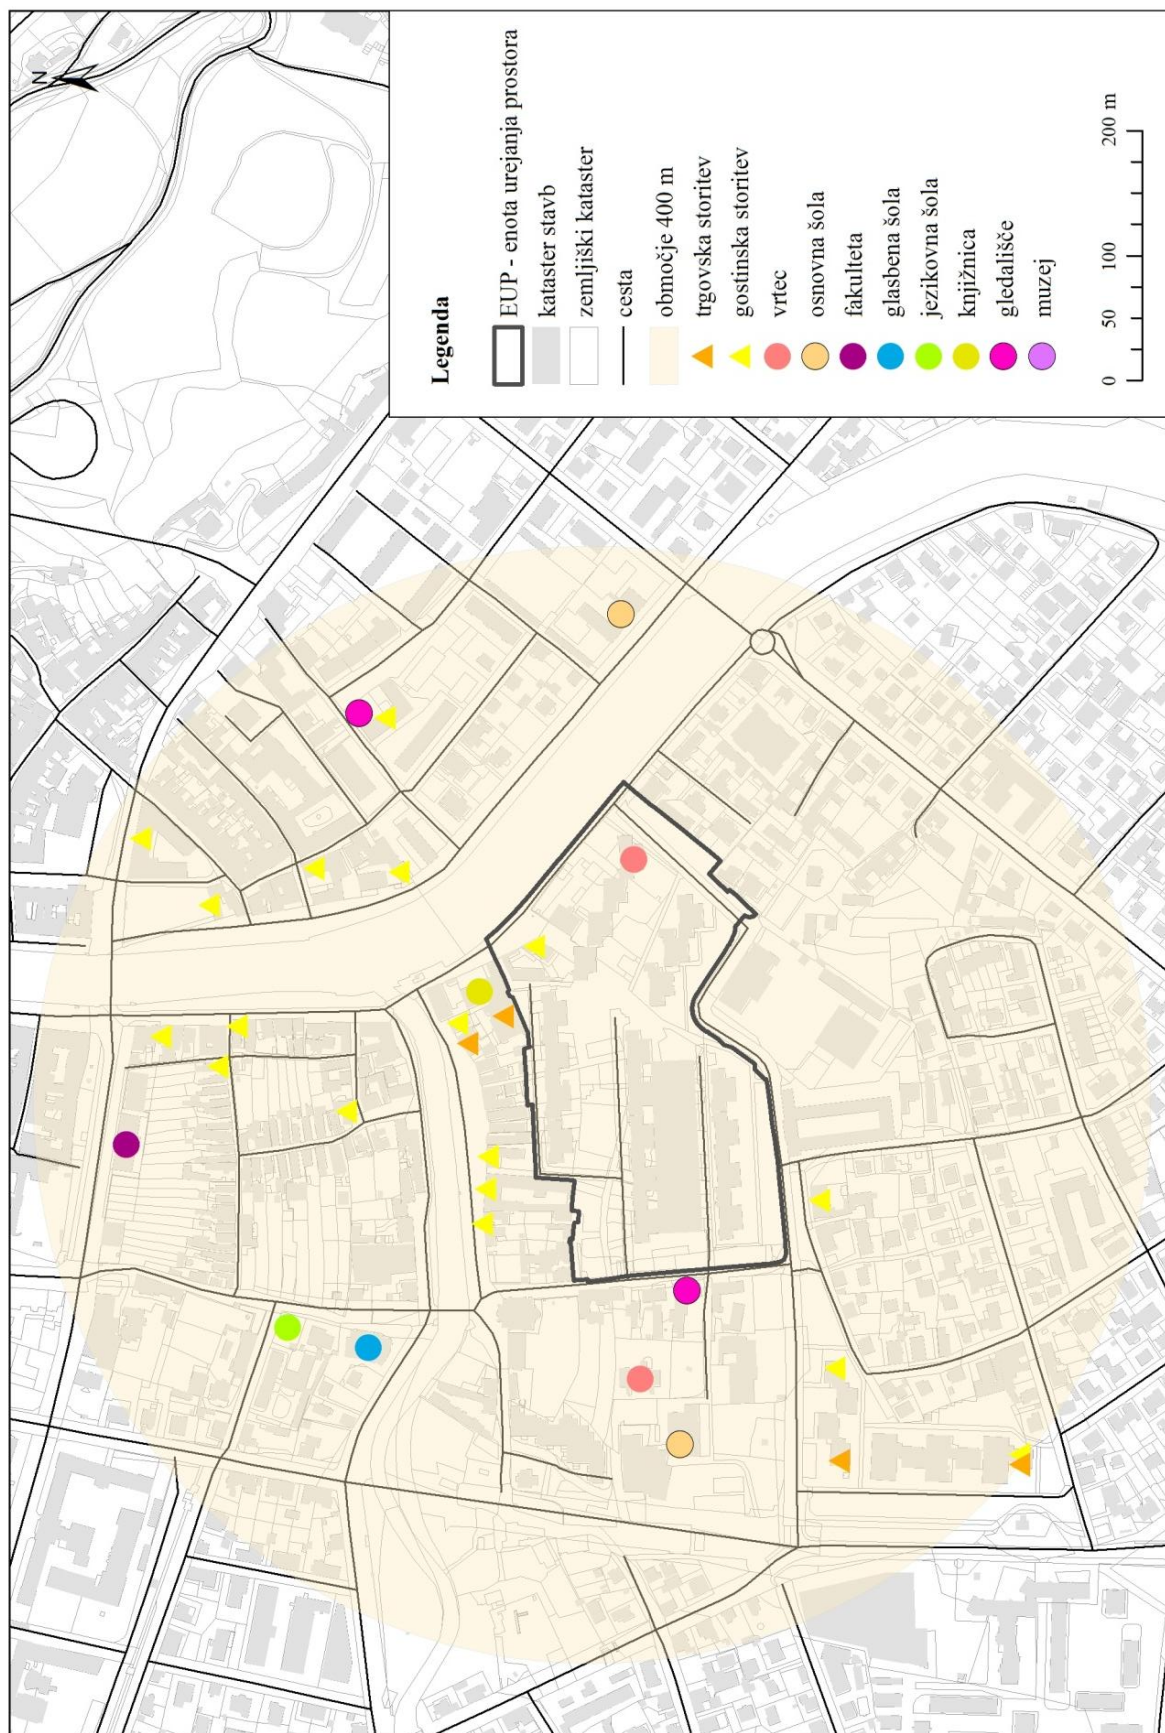 N
Legenda
EUP - enota urejanja prostora
kataster stavb
zemljiški kataster
cesta
območje 400 m
trgovska storitev
gostinska storitev
vrtec
osnovna šola
fakulteta
glasbena šola
jezikovna šola
knjižnica
gledališče
muzej
0 50 100 200 m